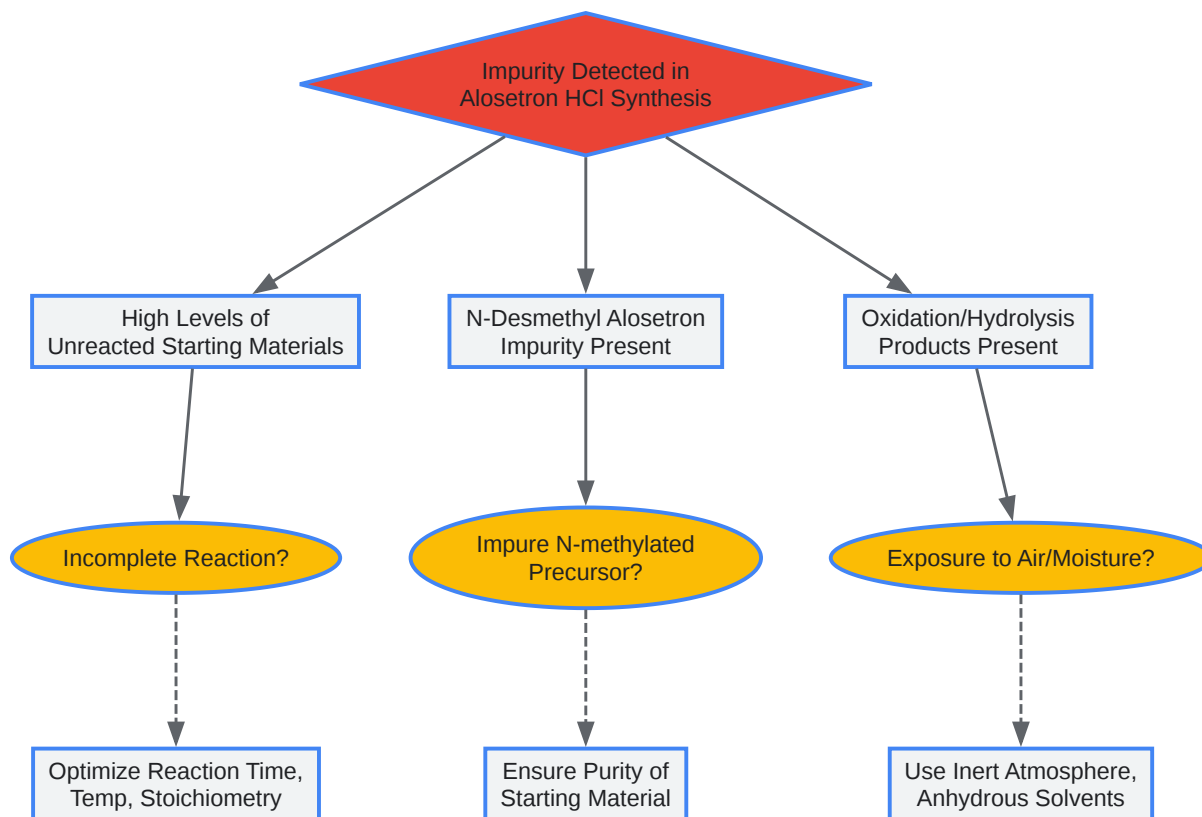 Impurity Detected in
Alosetron HCl Synthesis
High Levels of
Unreacted Starting Materials
N-Desmethyl Alosetron
Impurity Present
Oxidation/Hydrolysis
Products Present
Incomplete Reaction?
Impure N-methylated
Precursor?
Exposure to Air/Moisture?
Optimize Reaction Time,
Temp, Stoichiometry
Ensure Purity of
Starting Material
Use Inert Atmosphere,
Anhydrous Solvents